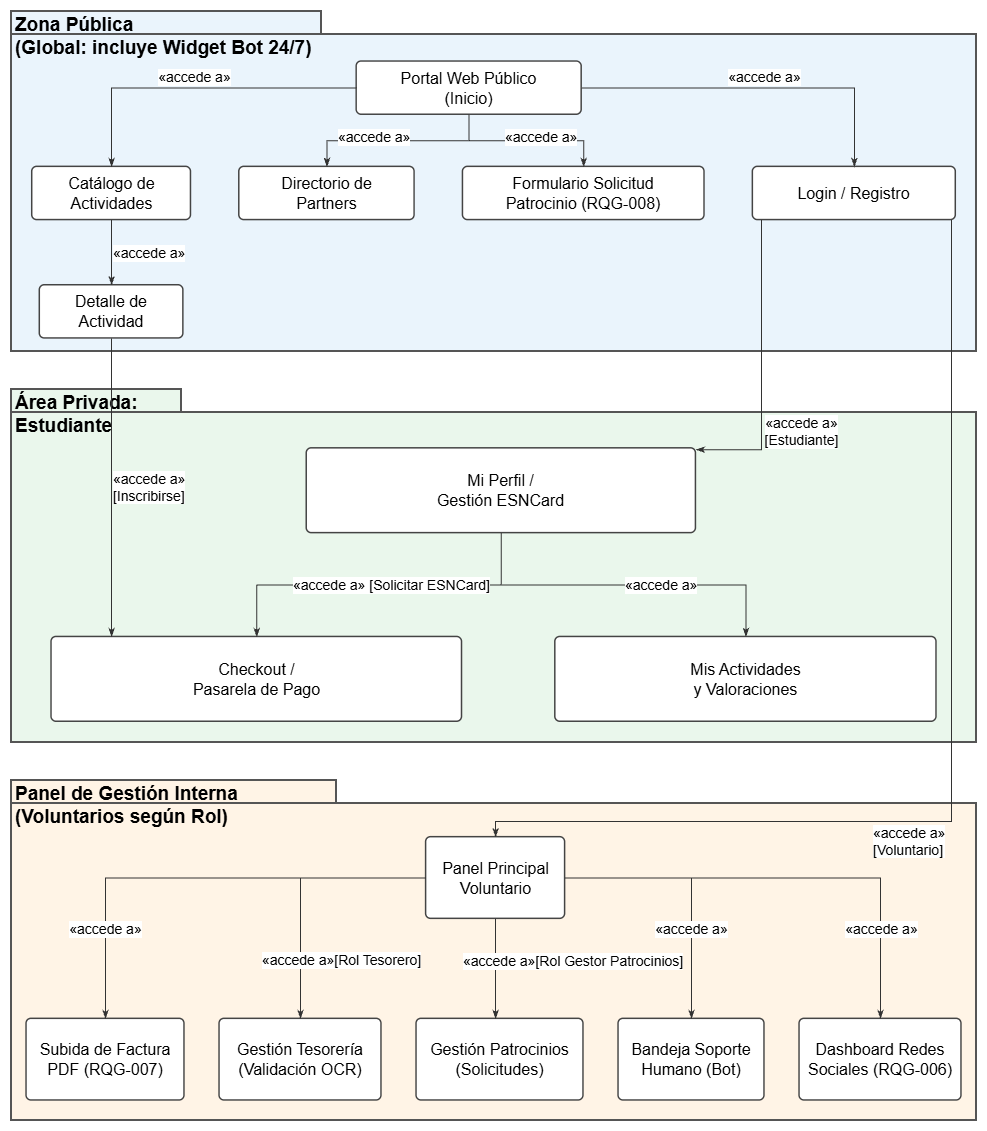 Zona Pública
(Global: incluye Widget Bot 24/7)
Portal Web Público
(Inicio)
«accede a»
«accede a»
«accede a»
«accede a»
Catálogo de
Actividades
Directorio de
Partners
Formulario Solicitud
Patrocinio (RQG-008)
Login / Registro
«accede a»
Detalle de
Actividad
Área Privada:
Estudiante
«accede a»
[Estudiante]
«accede a»
[Inscribirse]
Mi Perfil /
Gestión ESNCard
«accede a» [Solicitar ESNCard]
«accede a»
Checkout /
Pasarela de Pago
Mis Actividades
y Valoraciones
Panel de Gestión Interna
(Voluntarios según Rol)
«accede a»
[Voluntario]
Panel Principal
Voluntario
«accede a»
«accede a»[Rol Tesorero]
«accede a»[Rol Gestor Patrocinios]
«accede a»
«accede a»
Subida de Factura
PDF (RQG-007)
Gestión Tesorería
(Validación OCR)
Gestión Patrocinios
(Solicitudes)
Bandeja Soporte
Humano (Bot)
Dashboard Redes
Sociales (RQG-006)